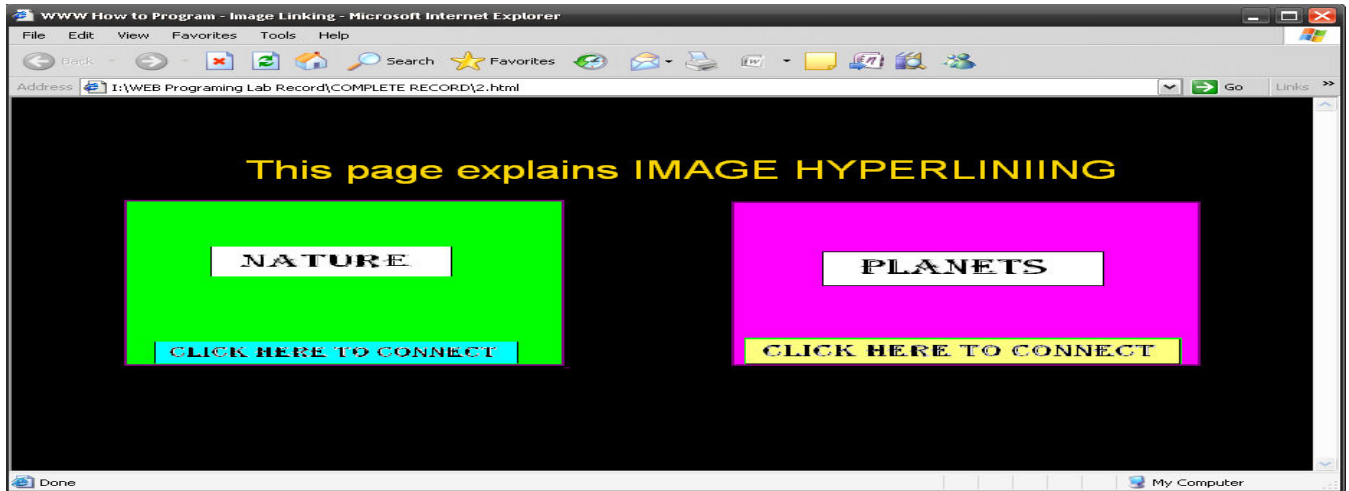 WWW How to Program - Image Linking - Microsoft Internet Explorer
File Edit View Favorites Tools Help
Back Search Favorites
Address I:\WEB Programing Lab Record\COMPLETE RECORD\2.html Go Links »
This page explains IMAGE HYPERLINIING
NATURE
PLANETS
CLICK HERE TO CONNECT
CLICK HERE TO CONNECT
Done My Computer